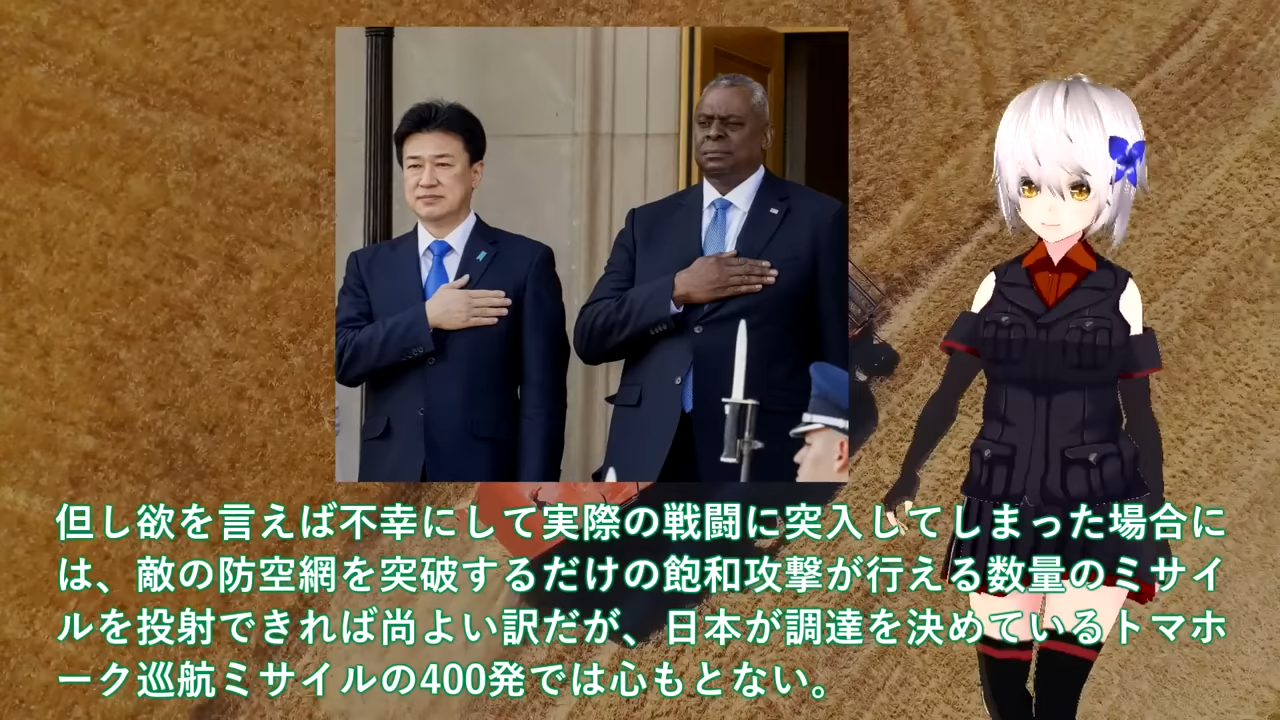 但し欲を言えば不幸にして実際の戦闘に突入してしまった場合に
は、敵の防空網を突破するだけの飽和攻撃が行える数量のミサイ
ルを投射できれば尚よい訳だが、日本が調達を決めているトマホ
ーク巡航ミサイルの400発では心もとない。